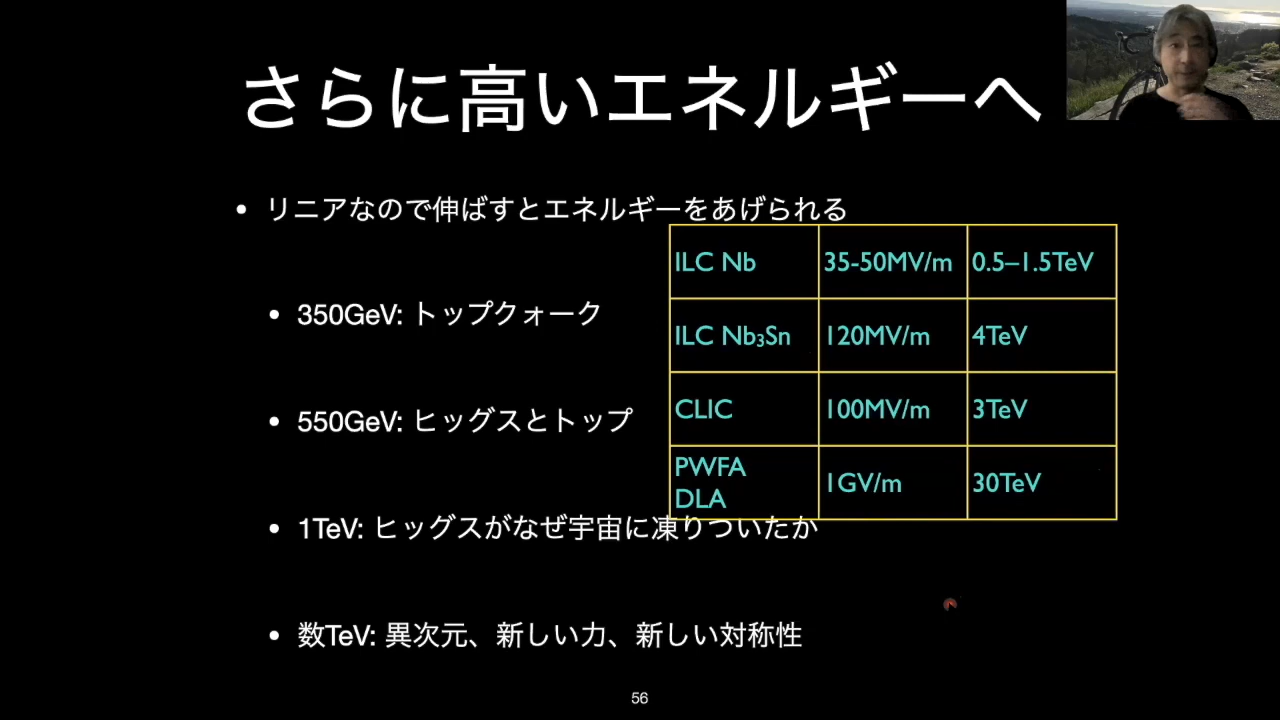 さらに高いエネルギーへ
• リニアなので伸ばすとエネルギーをあげられる
• 350GeV: トップクォーク
• 550GeV: ヒッグスとトップ
• 1TeV: ヒッグスがなぜ宇宙に凍りついたか
• 数TeV: 異次元、新しい力、新しい対称性
ILC Nb 35-50MV/m 0.5–1.5TeV
ILC Nb₃Sn 120MV/m 4TeV
CLIC 100MV/m 3TeV
PWFA
DLA 1GV/m 30TeV
56